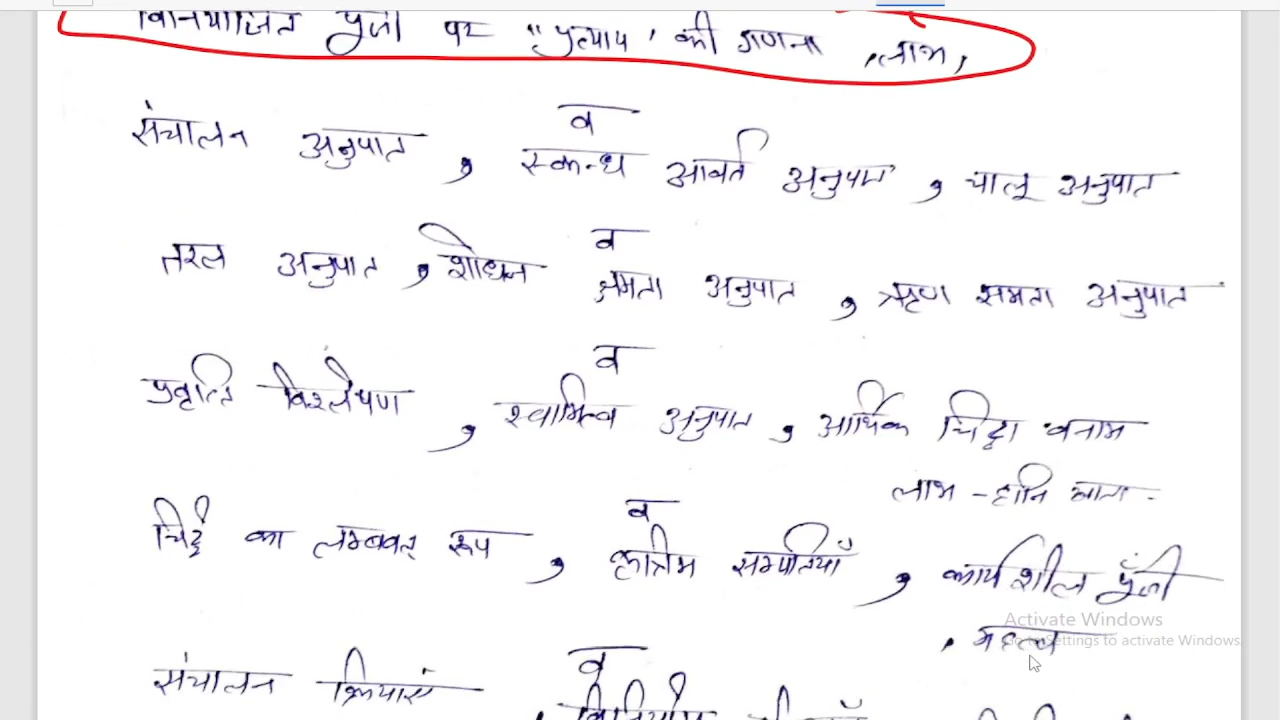 विनियोजित पूंजी पर "प्रत्याय' की गणना, लाभ,
व
संचालन अनुपात, स्कन्ध आवर्त अनुपात, चालू अनुपात
व
तरल अनुपात, शोधन क्षमता अनुपात, ऋण क्षमता अनुपात
व
प्रवृत्ति विश्लेषण, स्वामित्व अनुपात, आर्थिक चिट्ठा बनाम
लाभ-हानि खाता.
व
चिट्ठे का लम्बवत् रूप, कृत्रिम सम्पत्तियाँ, कार्यशील पूँजी
, महत्व
Activate Windows
Go to Settings to activate Windows.
व
संचालन क्रियाएं